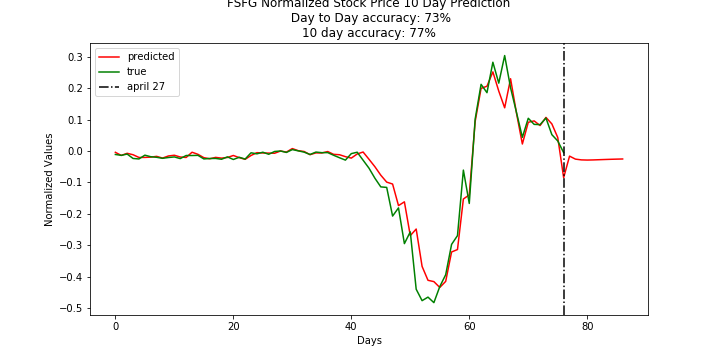 FSFG Normalized Stock Price 10 Day Prediction
Day to Day accuracy: 73%
10 day accuracy: 77%
predicted
true
april 27
Normalized Values
0.3
0.2
0.1
0.0
−0.1
−0.2
−0.3
−0.4
−0.5
0
20
40
60
80
Days